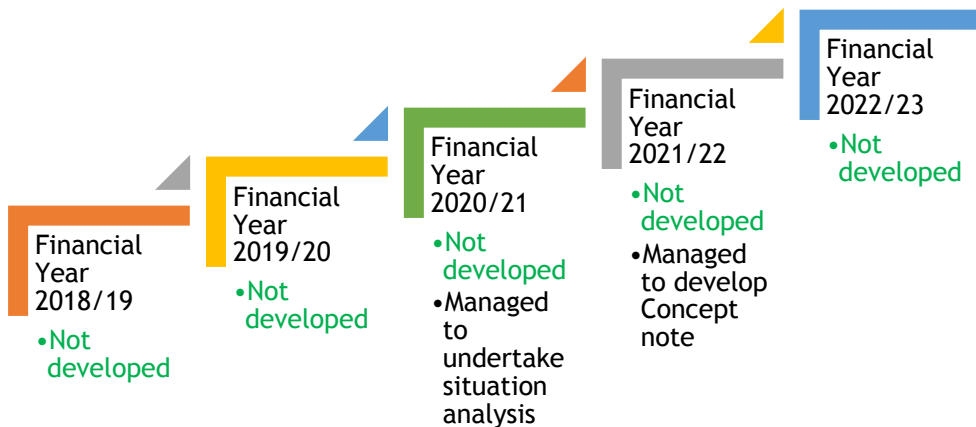 Financial
Year
2018/19
•Not
developed
Financial
Year
2019/20
•Not
developed
Financial
Year
2020/21
•Not
developed
•Managed
to
undertake
situation
analysis
Financial
Year
2021/22
•Not
developed
•Managed
to develop
Concept
note
Financial
Year
2022/23
•Not
developed